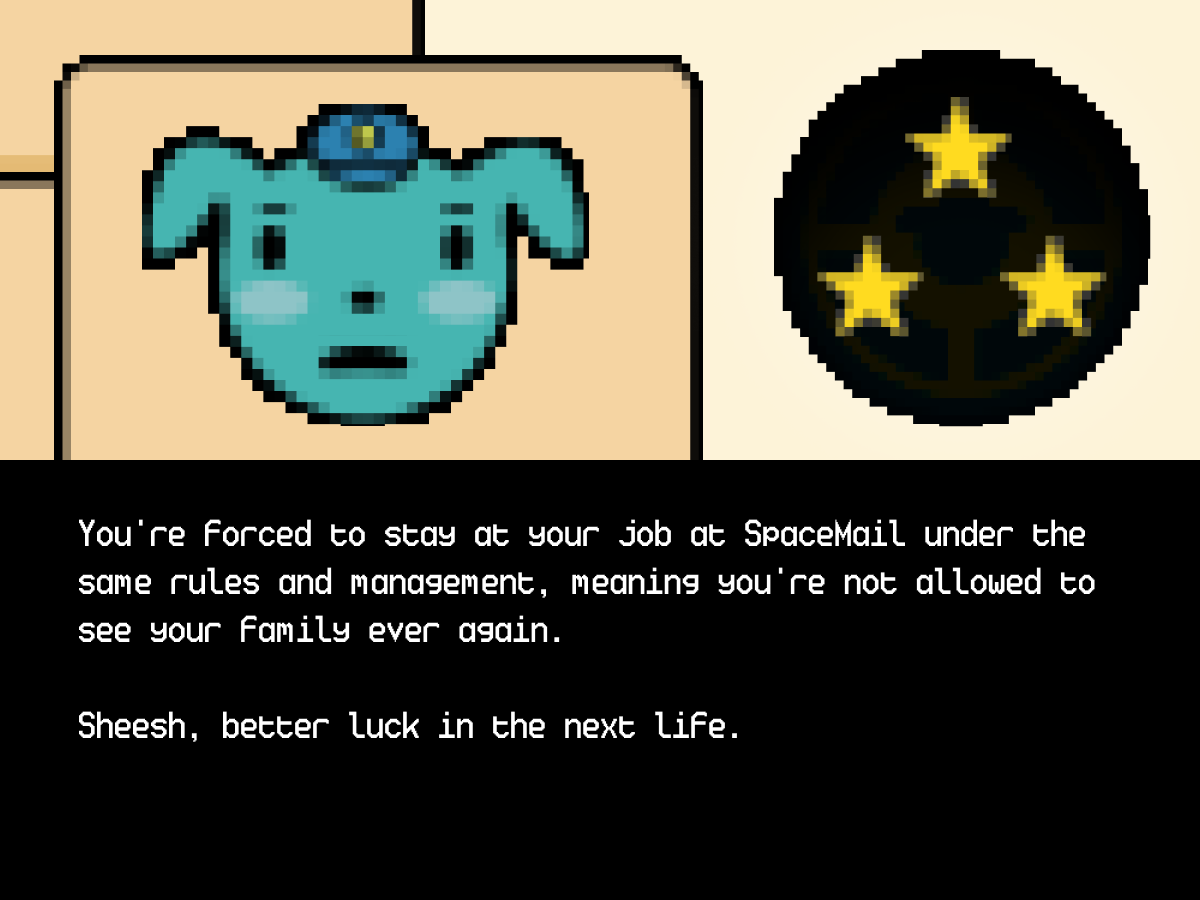 You're forced to stay at your job at SpaceMail under the
same rules and management, meaning you're not allowed to
see your family ever again.
Sheesh, better luck in the next life.